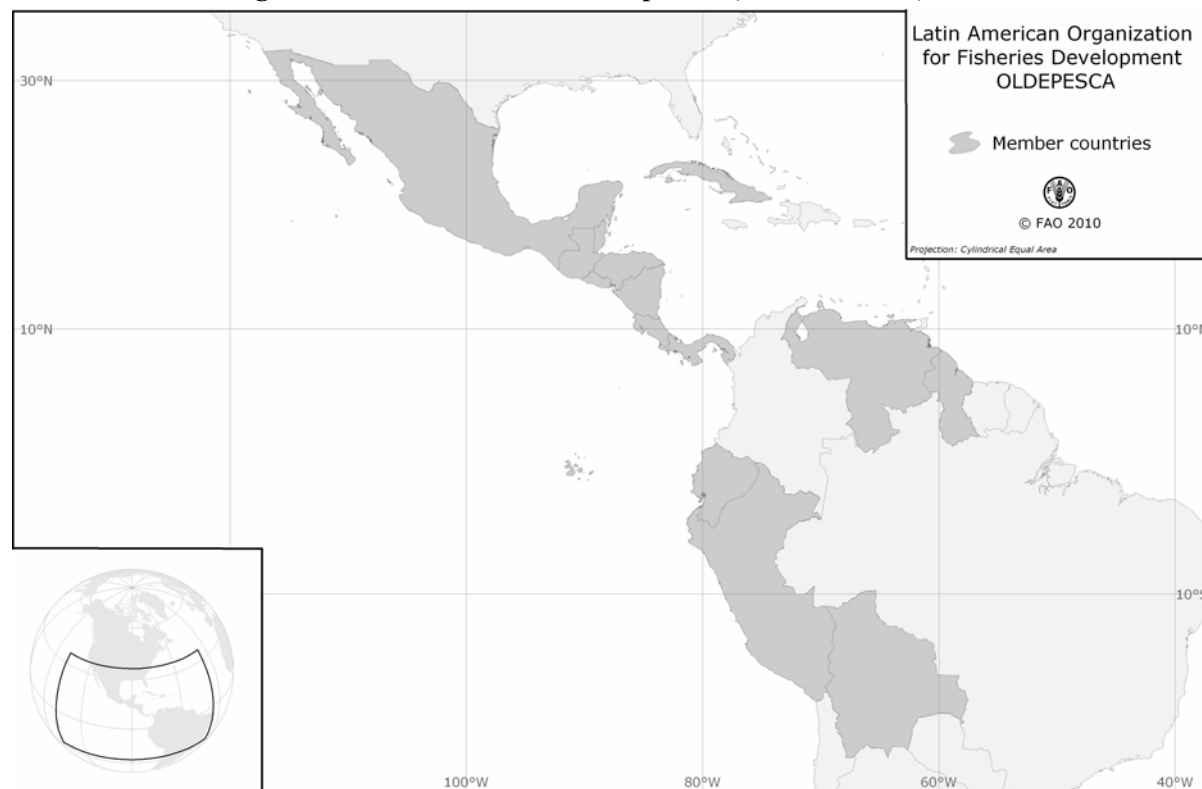 Latin American Organization
for Fisheries Development
OLDEPESCA
Member countries
F A O
© FAO 2010
Projection: Cylindrical Equal Area
30°N
10°N
10°N
10°S
100°W
80°W
60°W
40°W